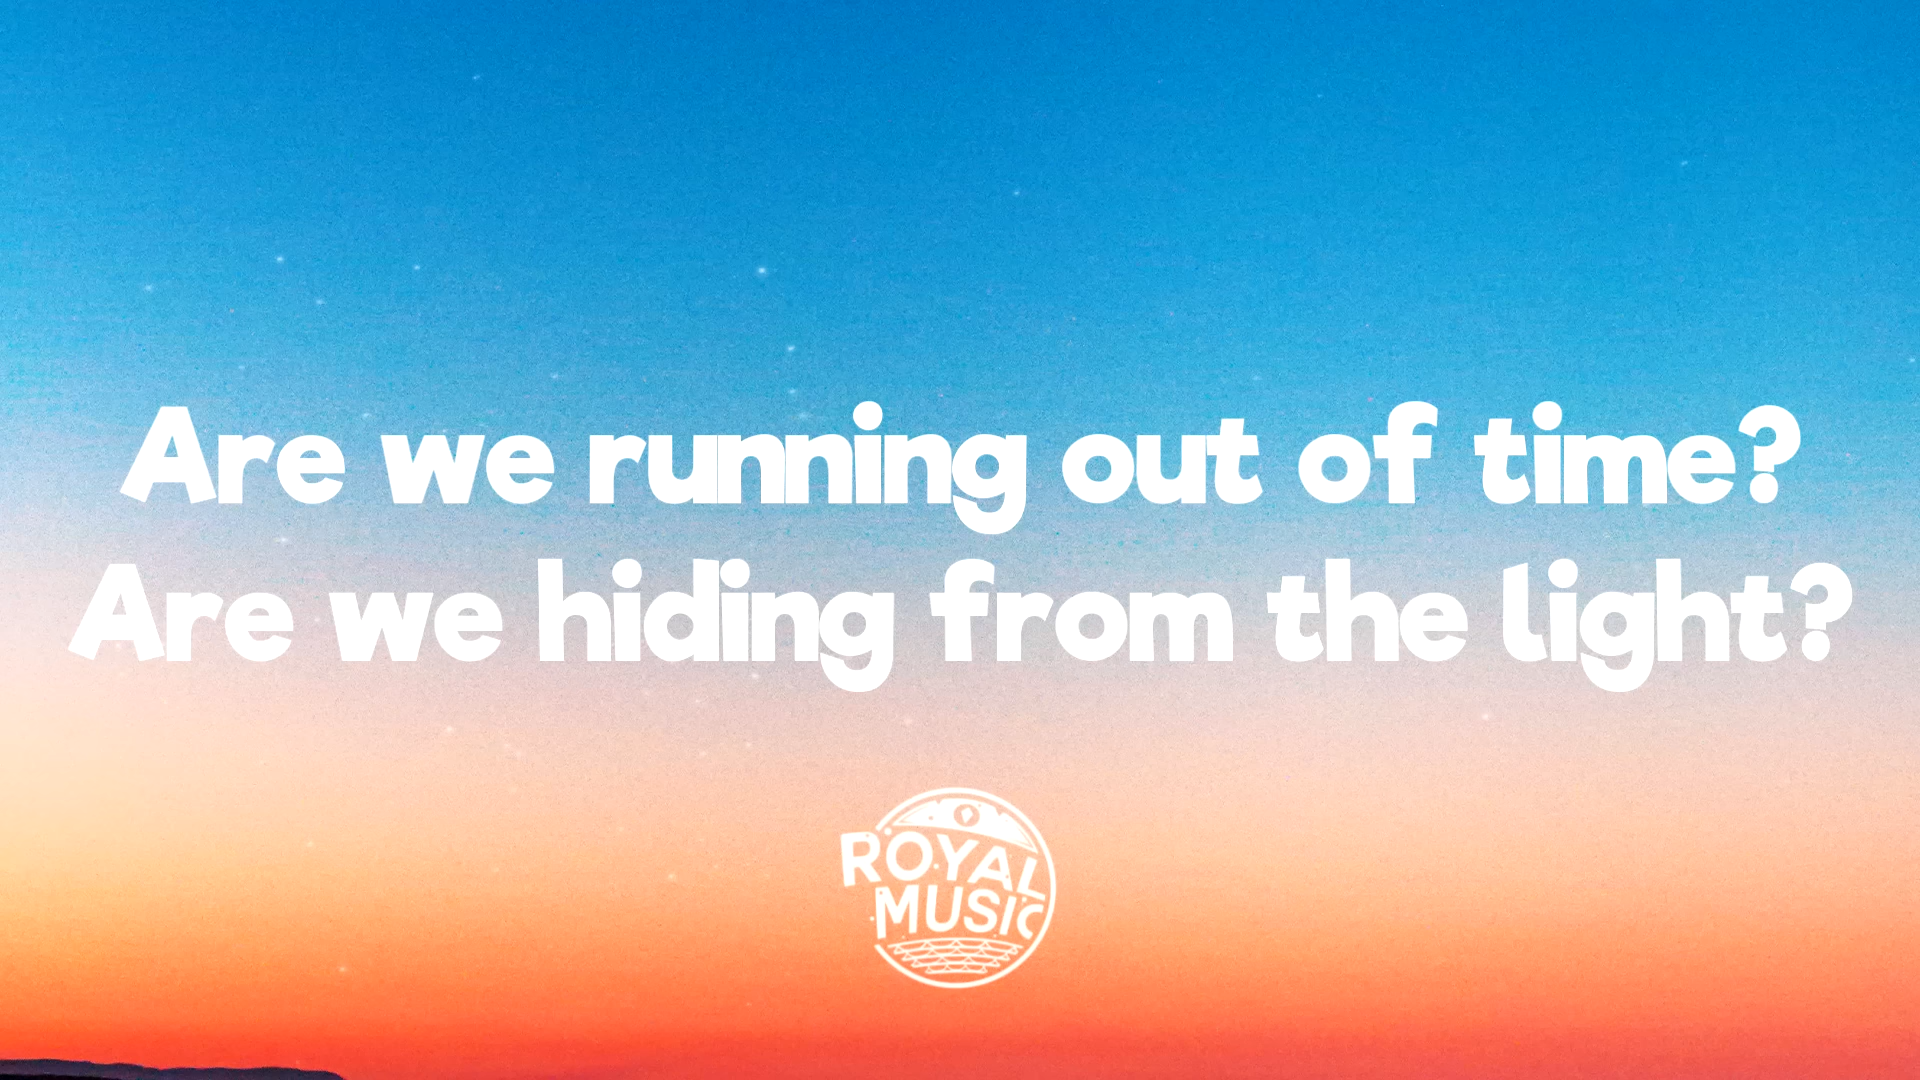 Are we running out of time?
Are we hiding from the light?
ROYAL
MUSIC